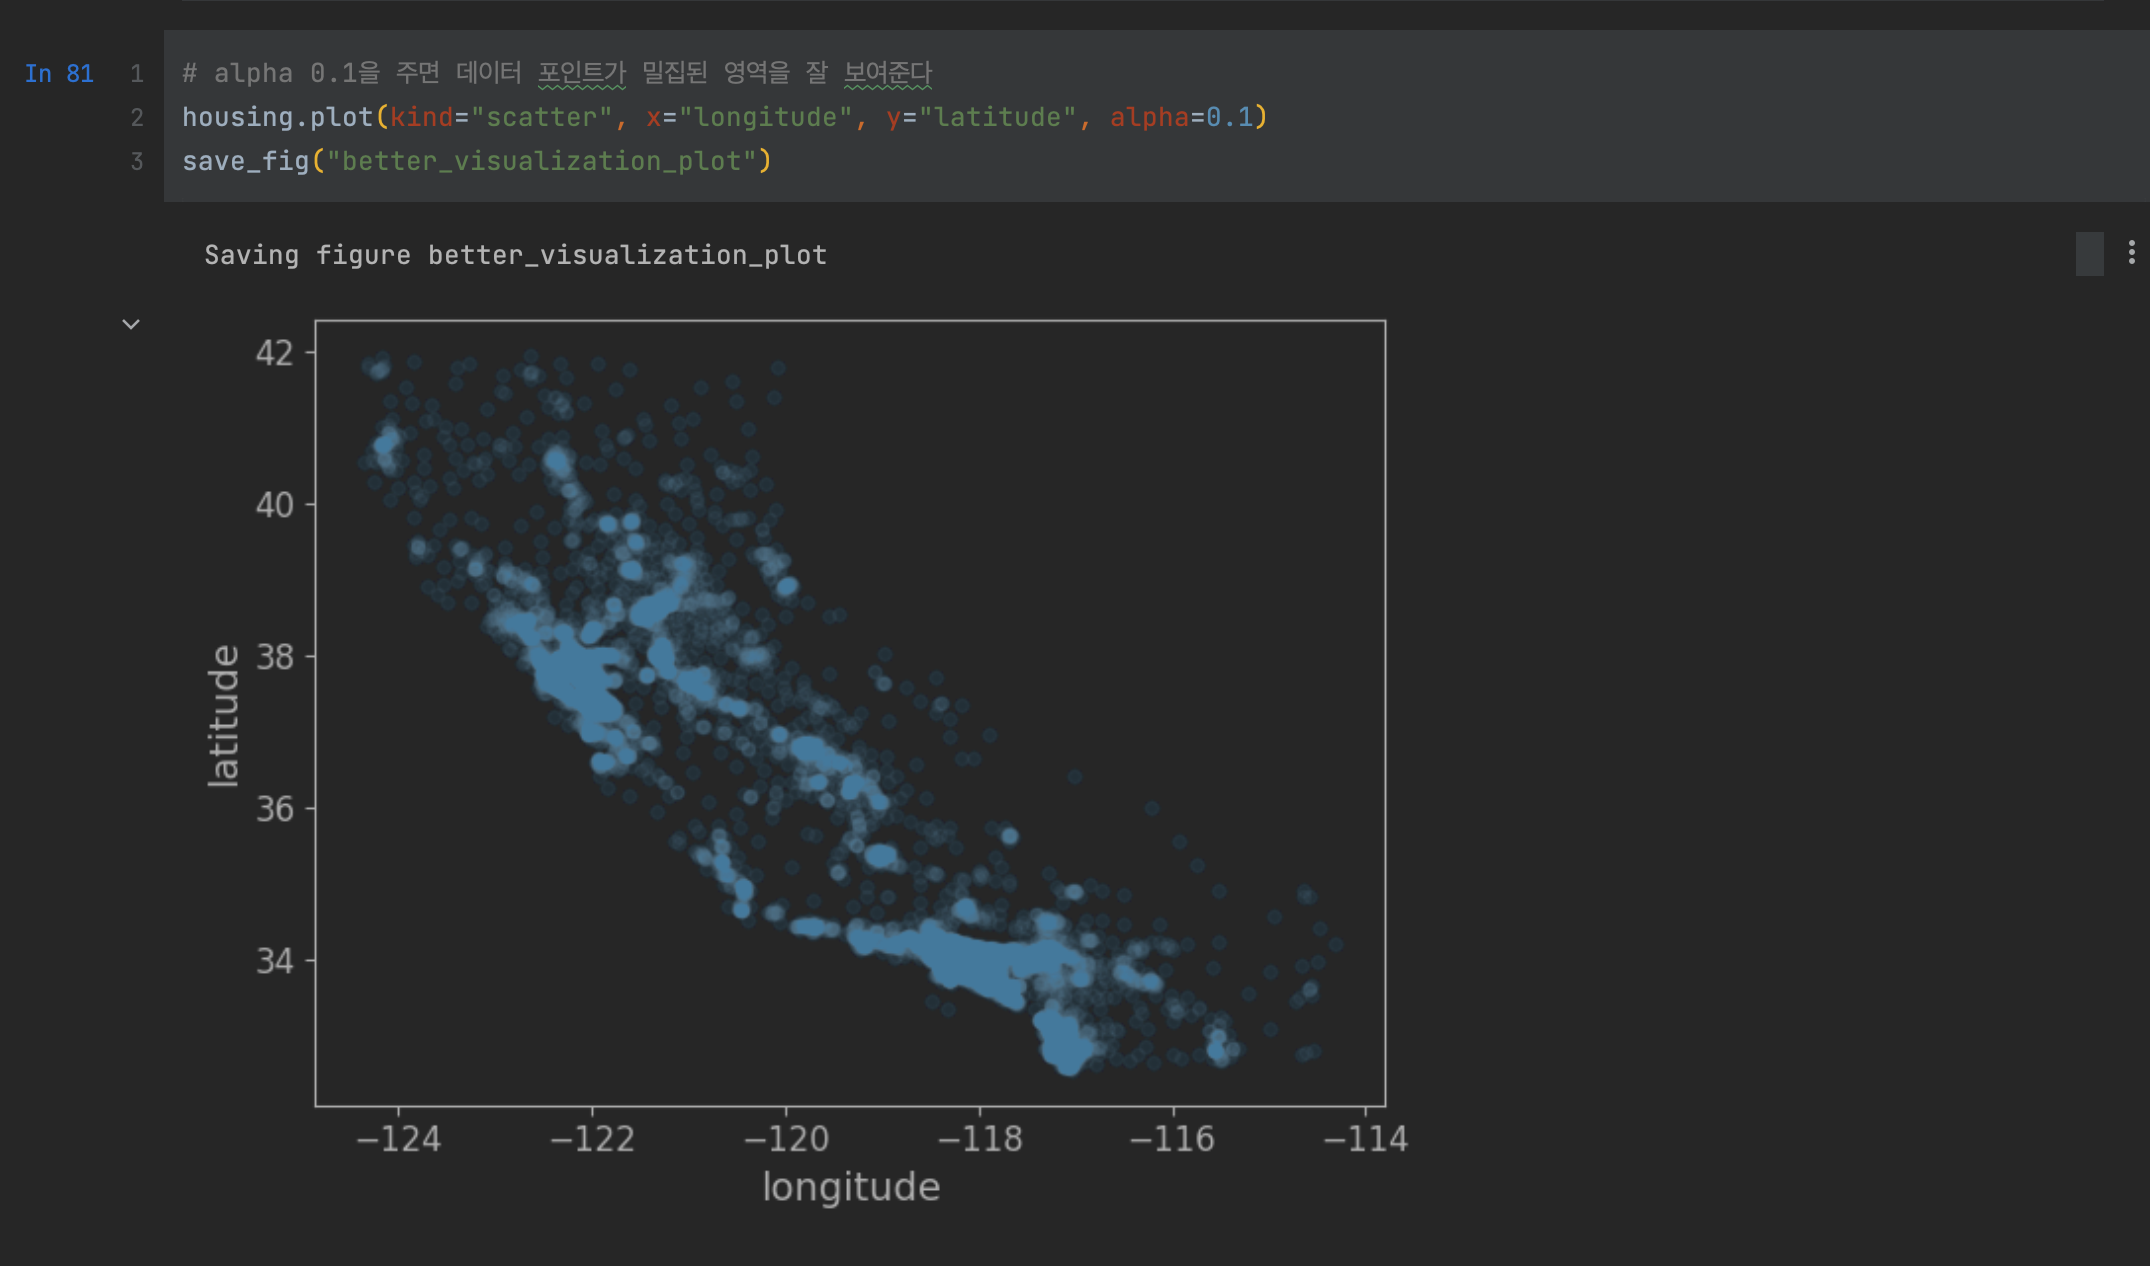 In 81
1 # alpha 0.1을 주면 데이터 포인트가 밀집된 영역을 잘 보여준다
2 housing.plot(kind="scatter", x="longitude", y="latitude", alpha=0.1)
3 save_fig("better_visualization_plot")
Saving figure better_visualization_plot
42
40
38
36
34
latitude
−124 −122 −120 −118 −116 −114
longitude